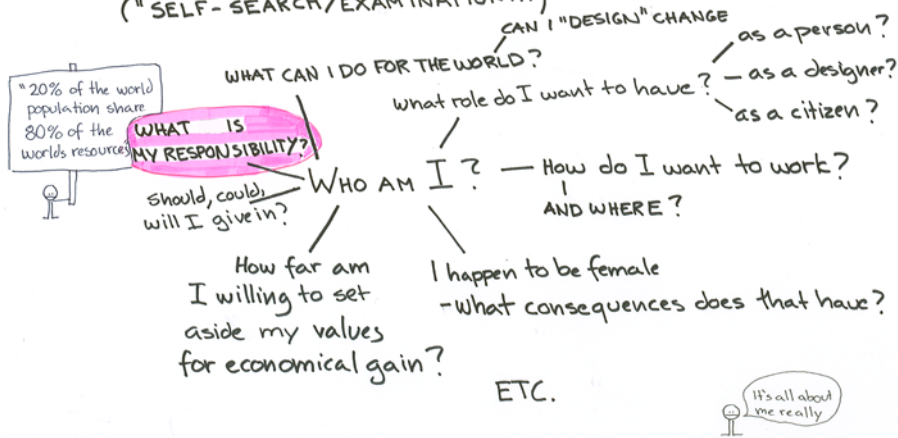 ("SELF-SEARCH/EXAMINATION")
CAN I "DESIGN" CHANGE
WHAT CAN I DO FOR THE WORLD?
what role do I want to have?
as a person?
- as a designer?
as a citizen?
"20% of the world
population share
80% of the
worlds resources
WHAT IS
MY RESPONSIBILITY?
WHO AM I?
How do I want to work?
AND WHERE?
should, could,
will I give in?
How far am
I willing to set
aside my values
for economical gain?
I happen to be female
-what consequences does that have?
ETC.
It's all about
me really